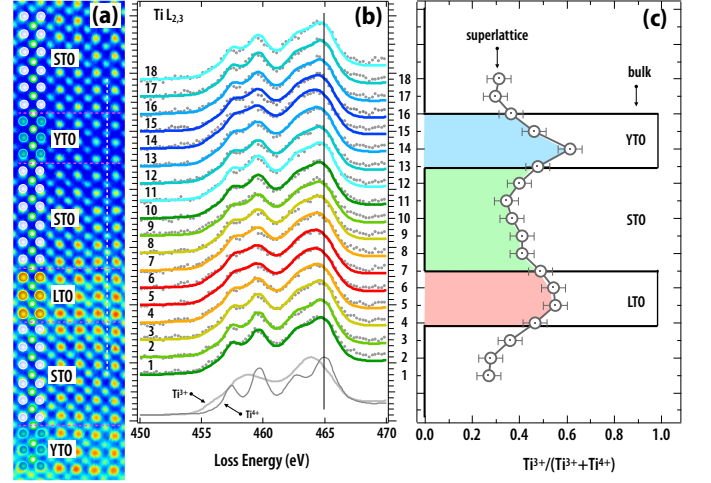 (a)
STO
YTO
STO
LTO
STO
YTO
(b)
Ti L2,3
18
17
16
15
14
13
12
11
10
9
8
7
6
5
4
3
2
1
Ti³⁺
Ti⁴⁺
450 455 460 465 470
Loss Energy (eV)
(c)
superlattice
bulk
18
17
16
15
14
13
12
11
10
9
8
7
6
5
4
3
2
1
YTO
STO
LTO
0.0 0.2 0.4 0.6 0.8 1.0
Ti³⁺/(Ti³⁺+Ti⁴⁺)